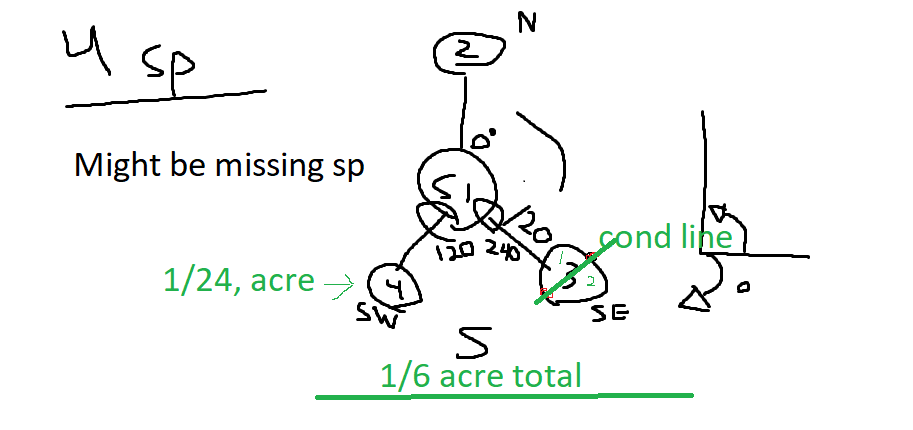 4 sp
N
2
0°
Might be missing sp
S1
120 240
120
cond line
1
3
2
1/24, acre
4
SW
SE
0
S
1/6 acre total